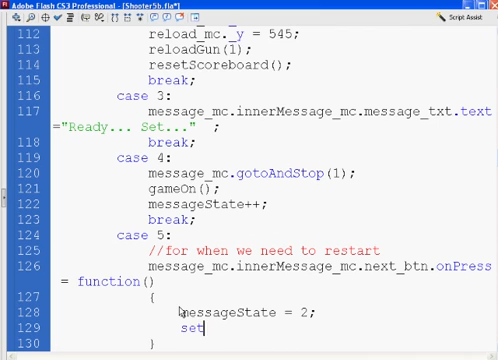 Adobe Flash CS3 Professional - [Shooter5b.fla*]
Script Assist
112 reload_mc._y = 545;
113 reloadGun(1);
114 resetScoreboard();
115 break;
116 case 3:
117 message_mc.innerMessage_mc.message_txt.text
="Ready... Set..." ;
118 break;
119 case 4:
120 message_mc.gotoAndStop(1);
121 gameOn();
122 messageState++;
123 break;
124 case 5:
125 //for when we need to restart
126 message_mc.innerMessage_mc.next_btn.onPress
= function()
127 {
128 messageState = 2;
129 set
130 }